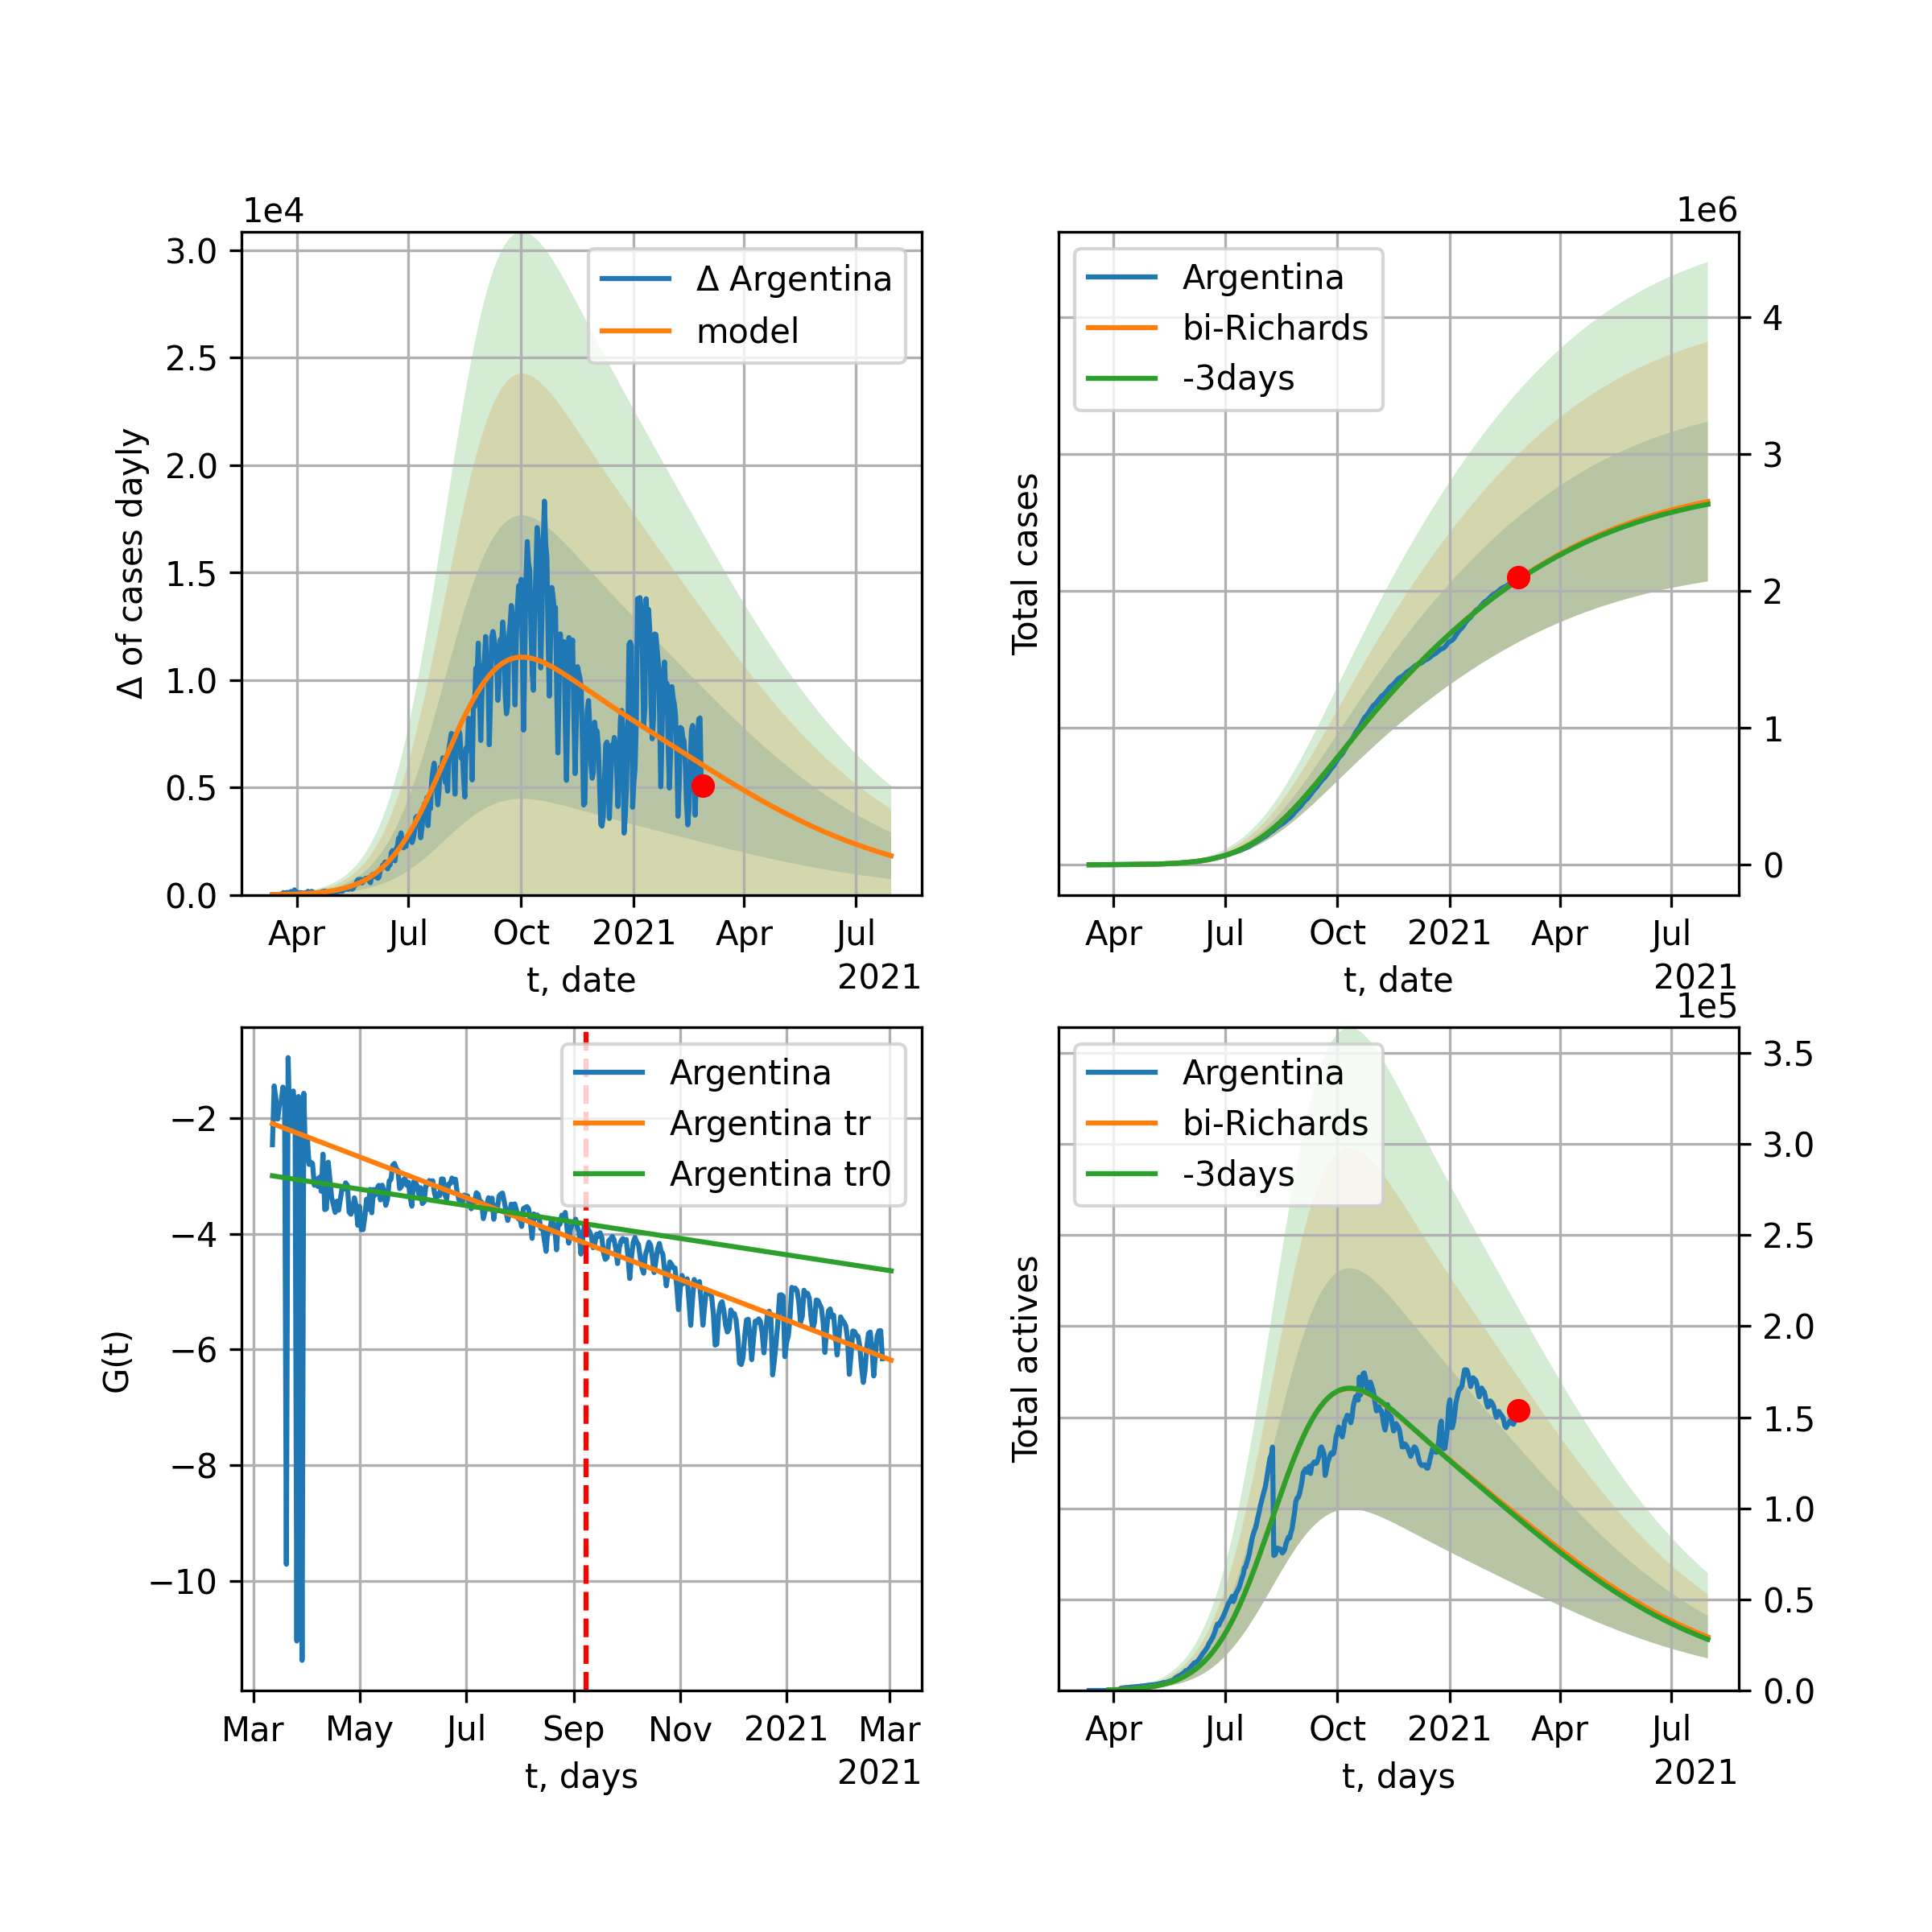 1e4
3.0
2.5
2.0
1.5
1.0
0.5
0.0
Δ of cases dayly
Δ Argentina
model
Apr Jul Oct 2021 Apr Jul
t, date
2021
1e6
Argentina
bi-Richards
-3days
Total cases
4
3
2
1
0
Apr Jul Oct 2021 Apr Jul
t, date
2021
−2
−4
−6
−8
−10
G(t)
Argentina
Argentina tr
Argentina tr0
Mar May Jul Sep Nov 2021 Mar
t, days
2021
1e5
Argentina
bi-Richards
-3days
Total actives
3.5
3.0
2.5
2.0
1.5
1.0
0.5
0.0
Apr Jul Oct 2021 Apr Jul
t, days
2021